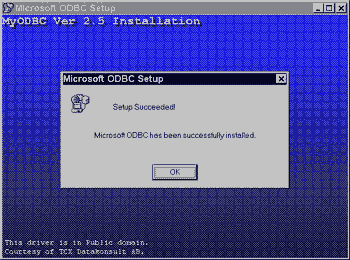 Microsoft ODBC Setup
MyODBC Ver 2.5 Installation
Microsoft ODBC Setup
Setup Succeeded!
Microsoft ODBC has been successfully installed.
OK
This driver is in Public domain.
Courtesy of TCX Datakonsult AB.